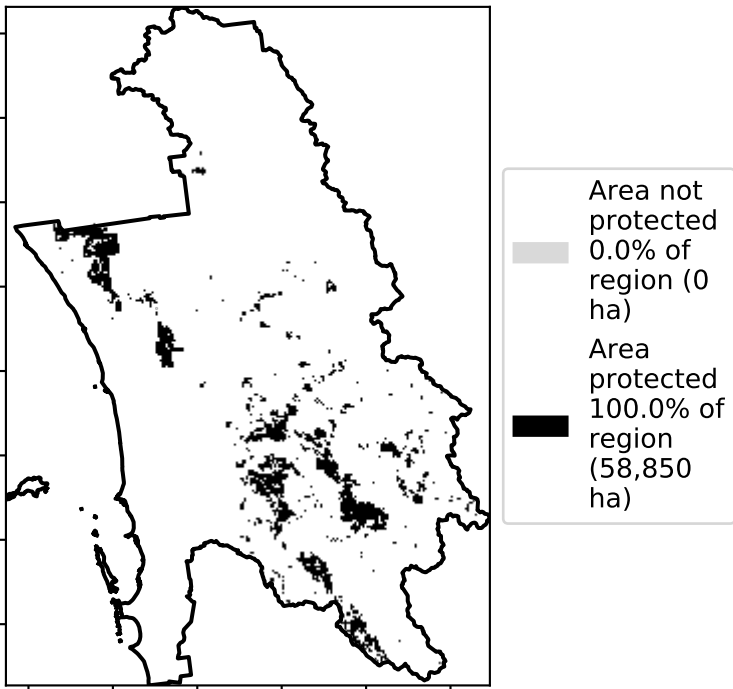 Area not
protected
0.0% of
region (0
ha)
Area
protected
100.0% of
region
(58,850
ha)